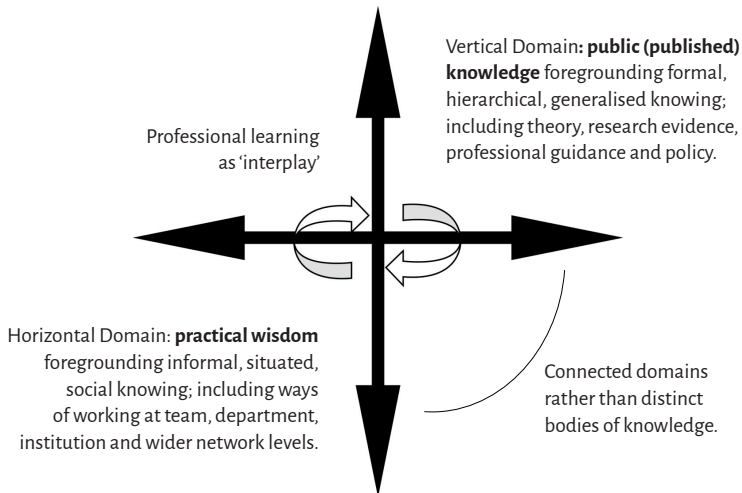 Vertical Domain: public (published)
knowledge foregrounding formal,
hierarchical, generalised knowing;
including theory, research evidence,
professional guidance and policy.
Professional learning
as ‘interplay’
Horizontal Domain: practical wisdom
foregrounding informal, situated,
social knowing; including ways
of working at team, department,
institution and wider network levels.
Connected domains
rather than distinct
bodies of knowledge.